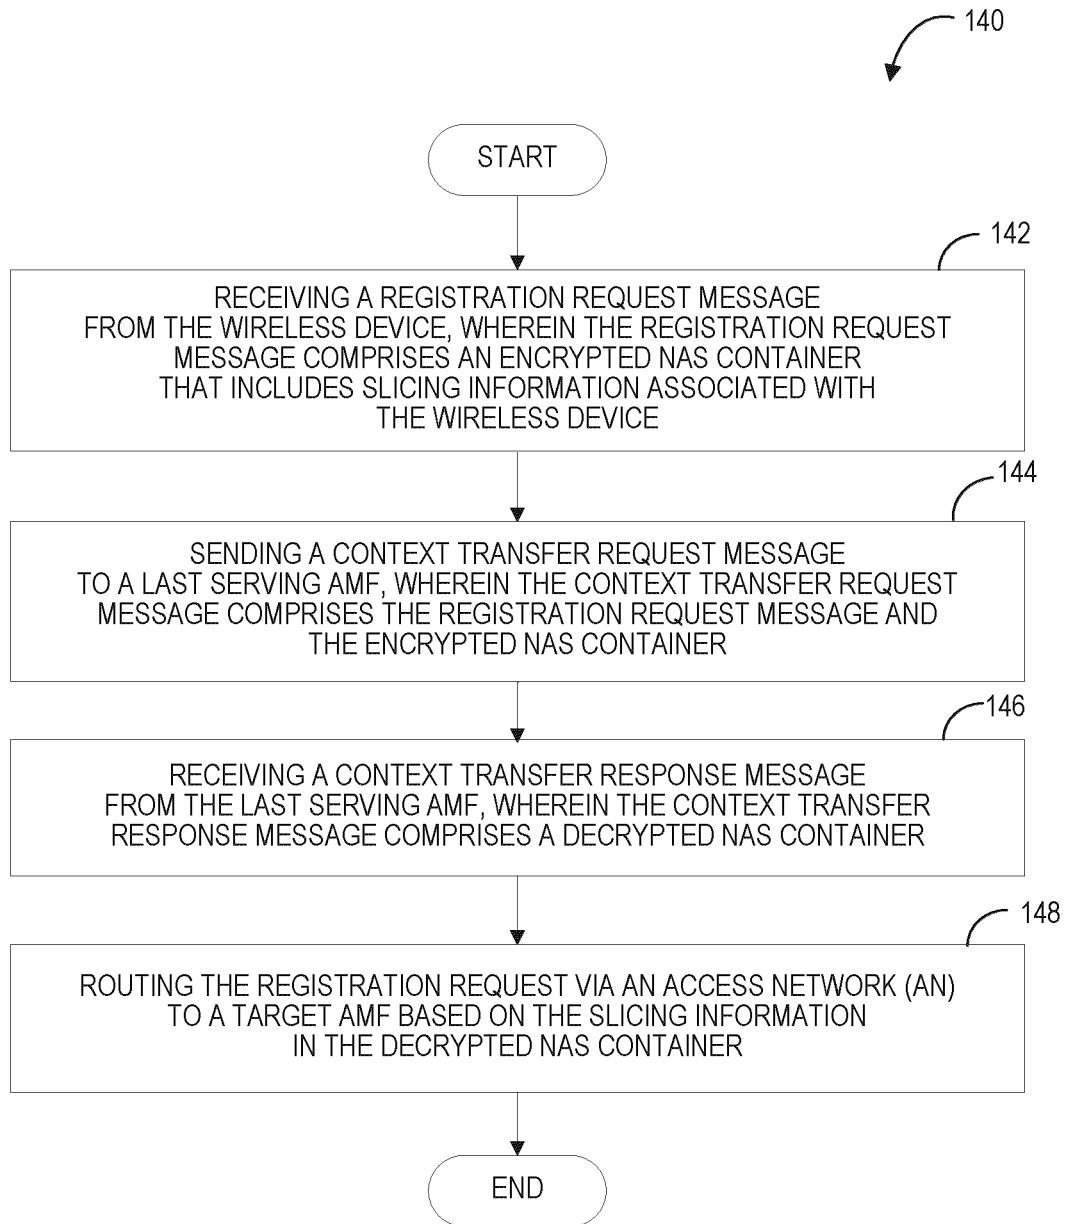 140
START
142
RECEIVING A REGISTRATION REQUEST MESSAGE
FROM THE WIRELESS DEVICE, WHEREIN THE REGISTRATION REQUEST
MESSAGE COMPRISES AN ENCRYPTED NAS CONTAINER
THAT INCLUDES SLICING INFORMATION ASSOCIATED WITH
THE WIRELESS DEVICE
144
SENDING A CONTEXT TRANSFER REQUEST MESSAGE
TO A LAST SERVING AMF, WHEREIN THE CONTEXT TRANSFER REQUEST
MESSAGE COMPRISES THE REGISTRATION REQUEST MESSAGE AND
THE ENCRYPTED NAS CONTAINER
146
RECEIVING A CONTEXT TRANSFER RESPONSE MESSAGE
FROM THE LAST SERVING AMF, WHEREIN THE CONTEXT TRANSFER
RESPONSE MESSAGE COMPRISES A DECRYPTED NAS CONTAINER
148
ROUTING THE REGISTRATION REQUEST VIA AN ACCESS NETWORK (AN)
TO A TARGET AMF BASED ON THE SLICING INFORMATION
IN THE DECRYPTED NAS CONTAINER
END